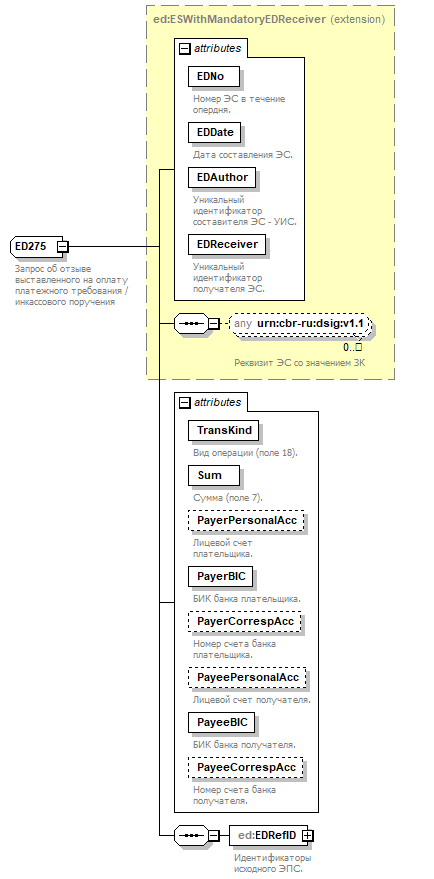 ed:ESWithMandatoryEDReceiver (extension)
attributes
EDNo
Номер ЭС в течение
опердня.
EDDate
Дата составления ЭС.
EDAuthor
Уникальный
идентификатор
составителя ЭС - УИС.
EDReceiver
Уникальный
идентификатор
получателя ЭС.
ED275
Запрос об отзыве
выставленного на оплату
платежного требования /
инкассового поручения
any urn:cbr-ru:dsig:v1.1
0..
Реквизит ЭС со значением ЗК
attributes
TransKind
Вид операции (поле 18).
Sum
Сумма (поле 7).
PayerPersonalAcc
Лицевой счет
плательщика.
PayerBIC
БИК банка плательщика.
PayerCorrespAcc
Номер счета банка
плательщика.
PayeePersonalAcc
Лицевой счет получателя.
PayeeBIC
БИК банка получателя.
PayeeCorrespAcc
Номер счета банка
получателя.
ed:EDRefID
Идентификаторы
исходного ЭПС.